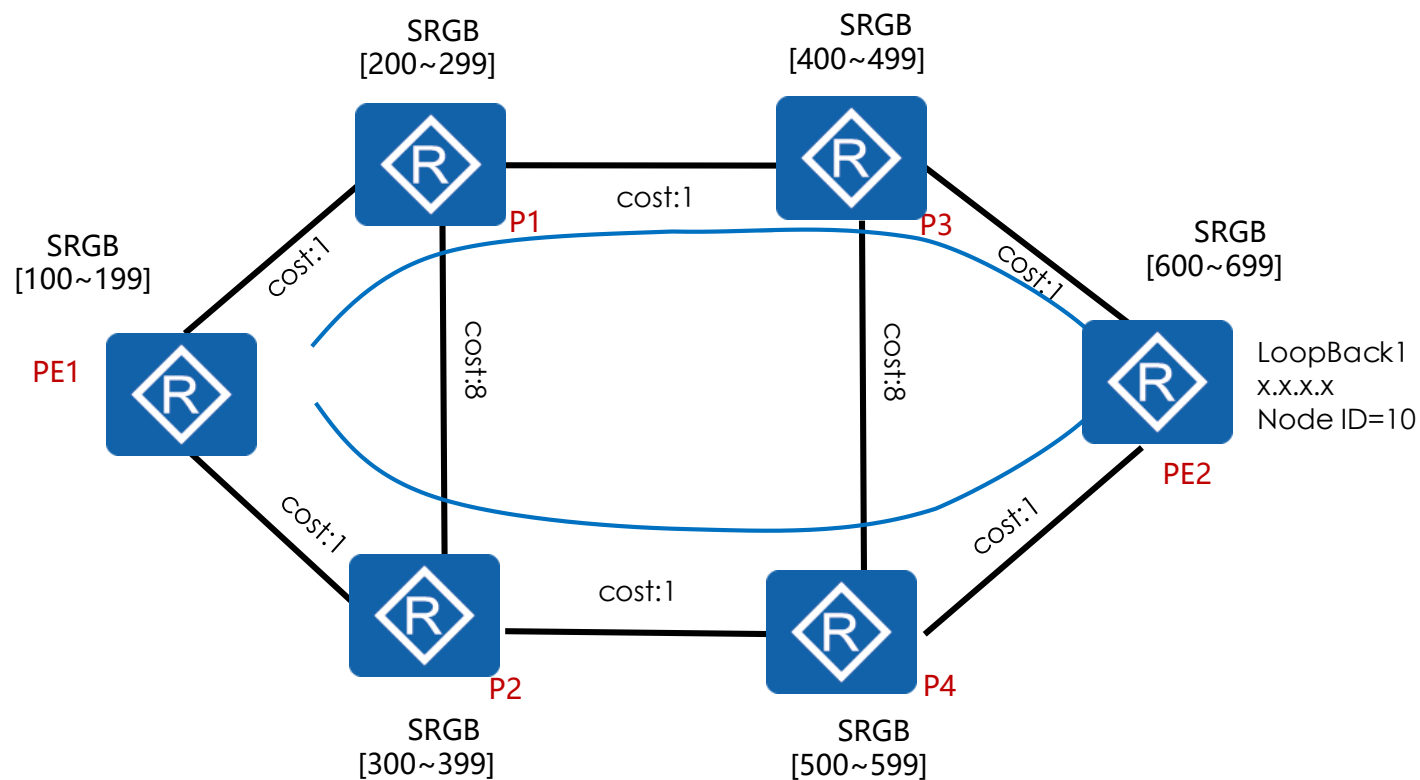 SRGB
[200~299]
SRGB
[400~499]
R
R
cost:1
P1
P3
SRGB
[100~199]
cost:1
cost:1
SRGB
[600~699]
PE1
R
cost:8
cost:8
R
LoopBack1
x.x.x.x
Node ID=10
PE2
cost:1
cost:1
cost:1
R
R
P2
P4
SRGB
[300~399]
SRGB
[500~599]